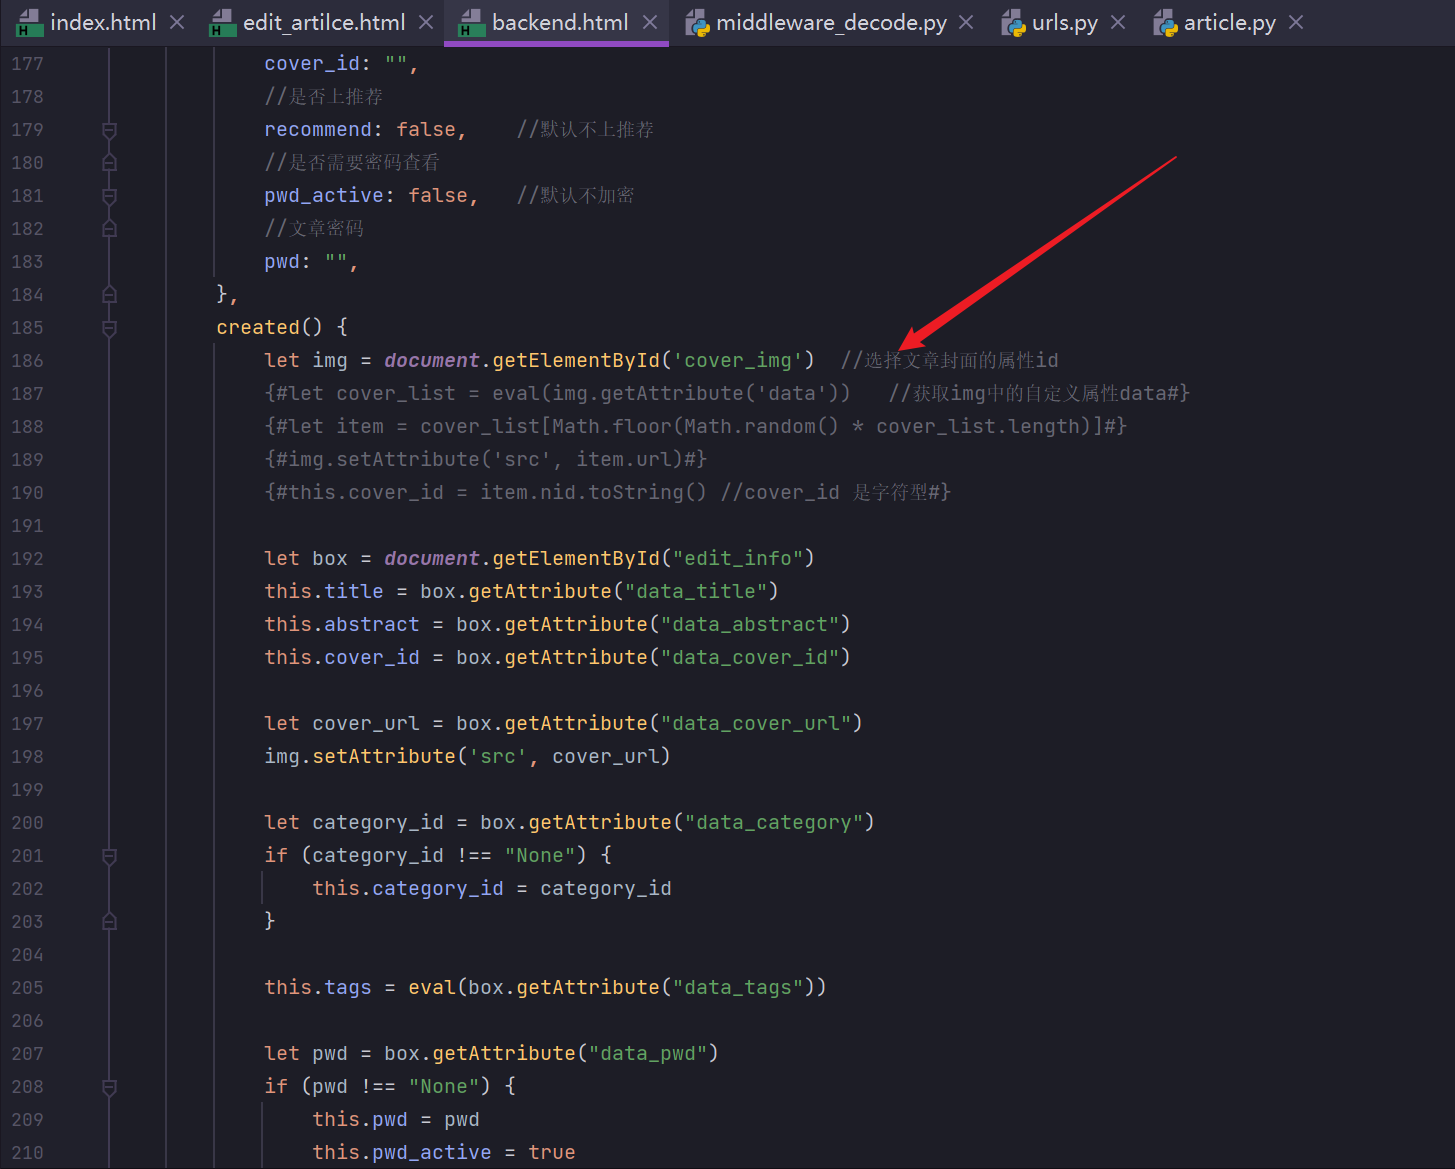 index.html edit_artilce.html backend.html middleware_decode.py urls.py article.py
177 cover_id: "",
178 //是否上推荐
179 recommend: false, //默认不上推荐
180 //是否需要密码查看
181 pwd_active: false, //默认不加密
182 //文章密码
183 pwd: "",
184 },
185 created() {
186 let img = document.getElementById('cover_img') //选择文章封面的属性id
187 {#let cover_list = eval(img.getAttribute('data')) //获取img中的自定义属性data#}
188 {#let item = cover_list[Math.floor(Math.random() * cover_list.length)]#}
189 {#img.setAttribute('src', item.url)#}
190 {#this.cover_id = item.nid.toString() //cover_id 是字符型#}
191
192 let box = document.getElementById("edit_info")
193 this.title = box.getAttribute("data_title")
194 this.abstract = box.getAttribute("data_abstract")
195 this.cover_id = box.getAttribute("data_cover_id")
196
197 let cover_url = box.getAttribute("data_cover_url")
198 img.setAttribute('src', cover_url)
199
200 let category_id = box.getAttribute("data_category")
201 if (category_id !== "None") {
202 this.category_id = category_id
203 }
204
205 this.tags = eval(box.getAttribute("data_tags"))
206
207 let pwd = box.getAttribute("data_pwd")
208 if (pwd !== "None") {
209 this.pwd = pwd
210 this.pwd_active = true